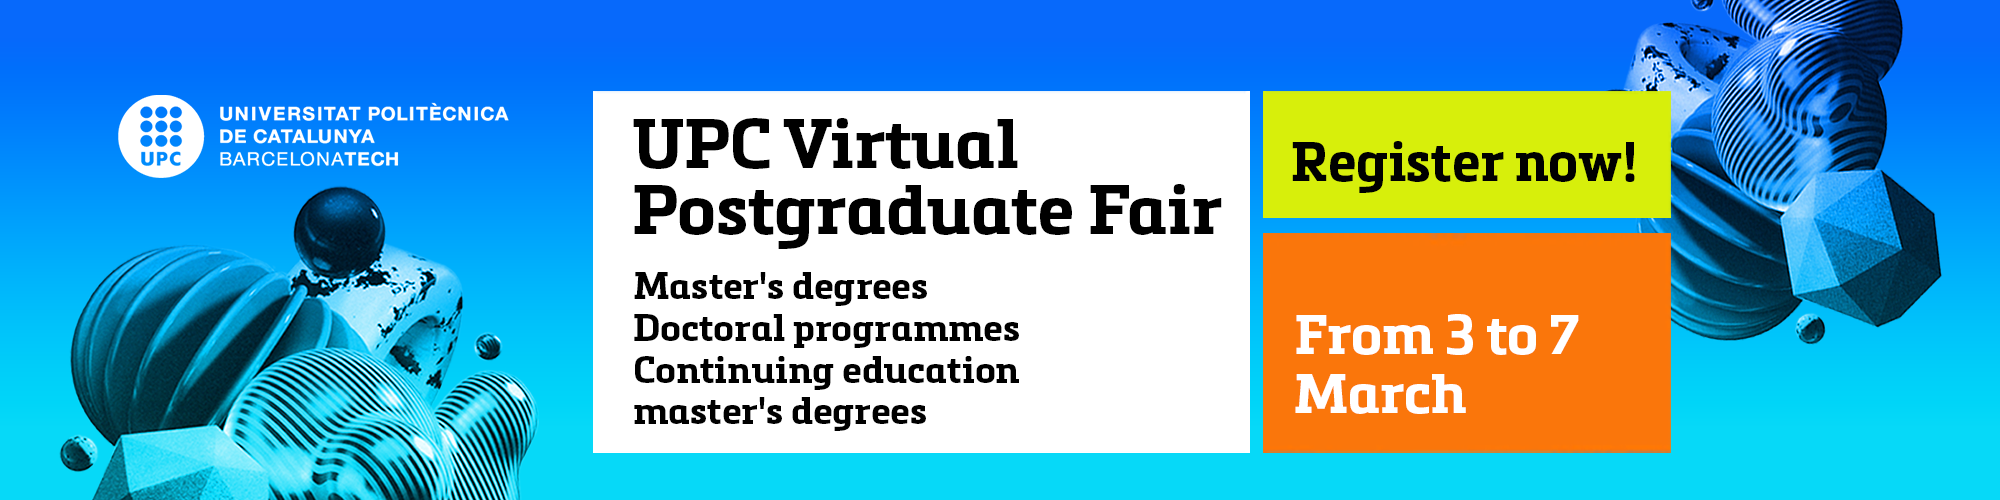 UPC
UNIVERSITAT POLITÈCNICA
DE CATALUNYA
BARCELONATECH
UPC Virtual
Postgraduate Fair
Master's degrees
Doctoral programmes
Continuing education
master's degrees
Register now!
From 3 to 7
March